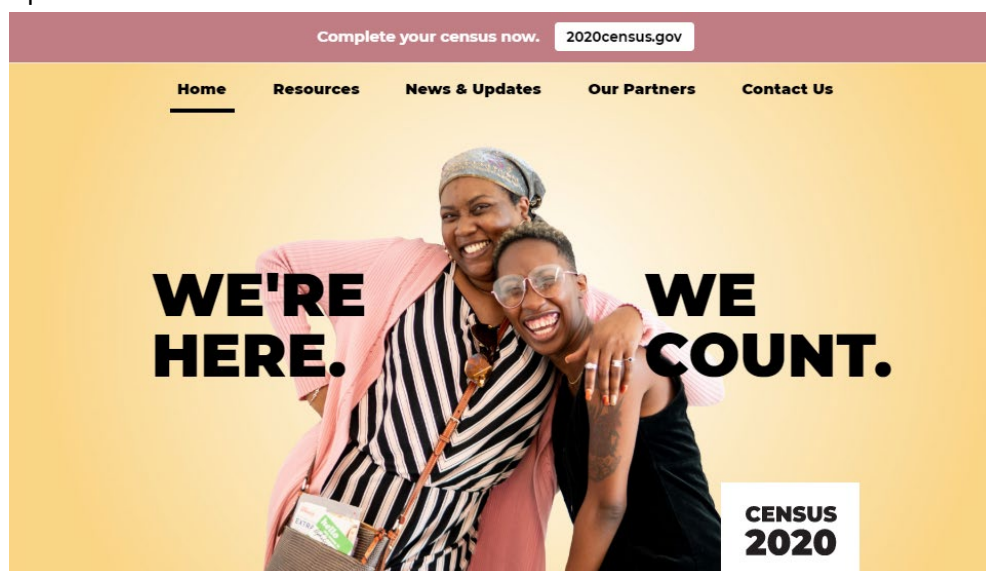 Complete your census now. 2020census.gov
Home Resources News & Updates Our Partners Contact Us
WE'RE
HERE.
WE
COUNT.
CENSUS
2020